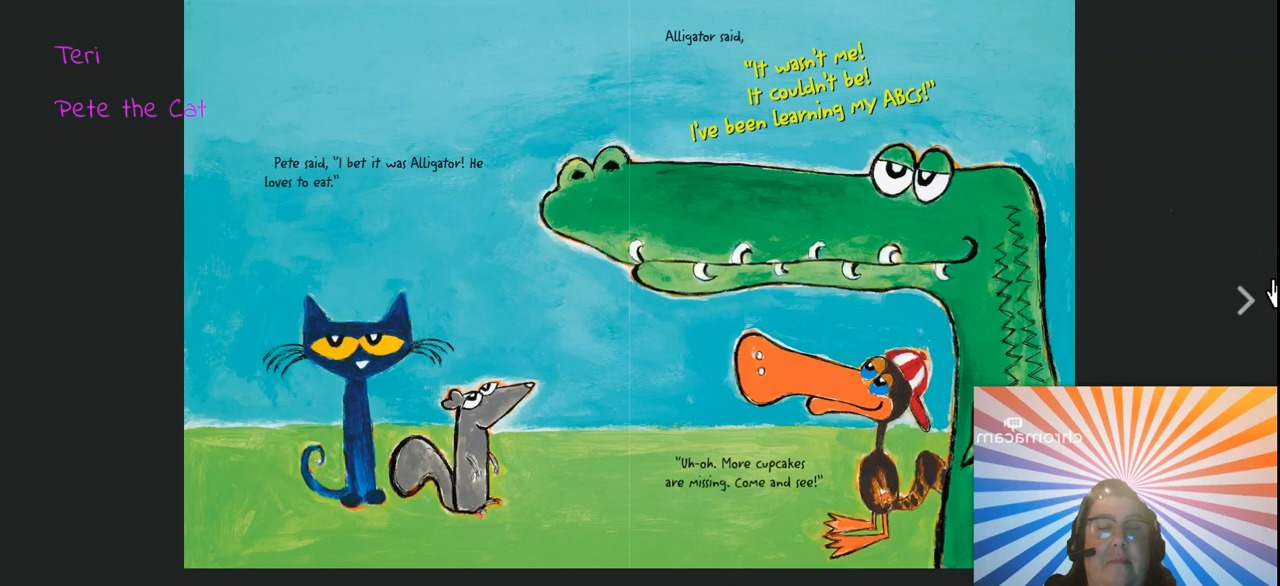 Teri
Pete the Cat
Pete said, "I bet it was Alligator! He
loves to eat."
Alligator said,
"It wasn't me!
It couldn't be!
I've been learning my ABCs!"
"Uh-oh. More cupcakes
are missing. Come and see!"
chromacam